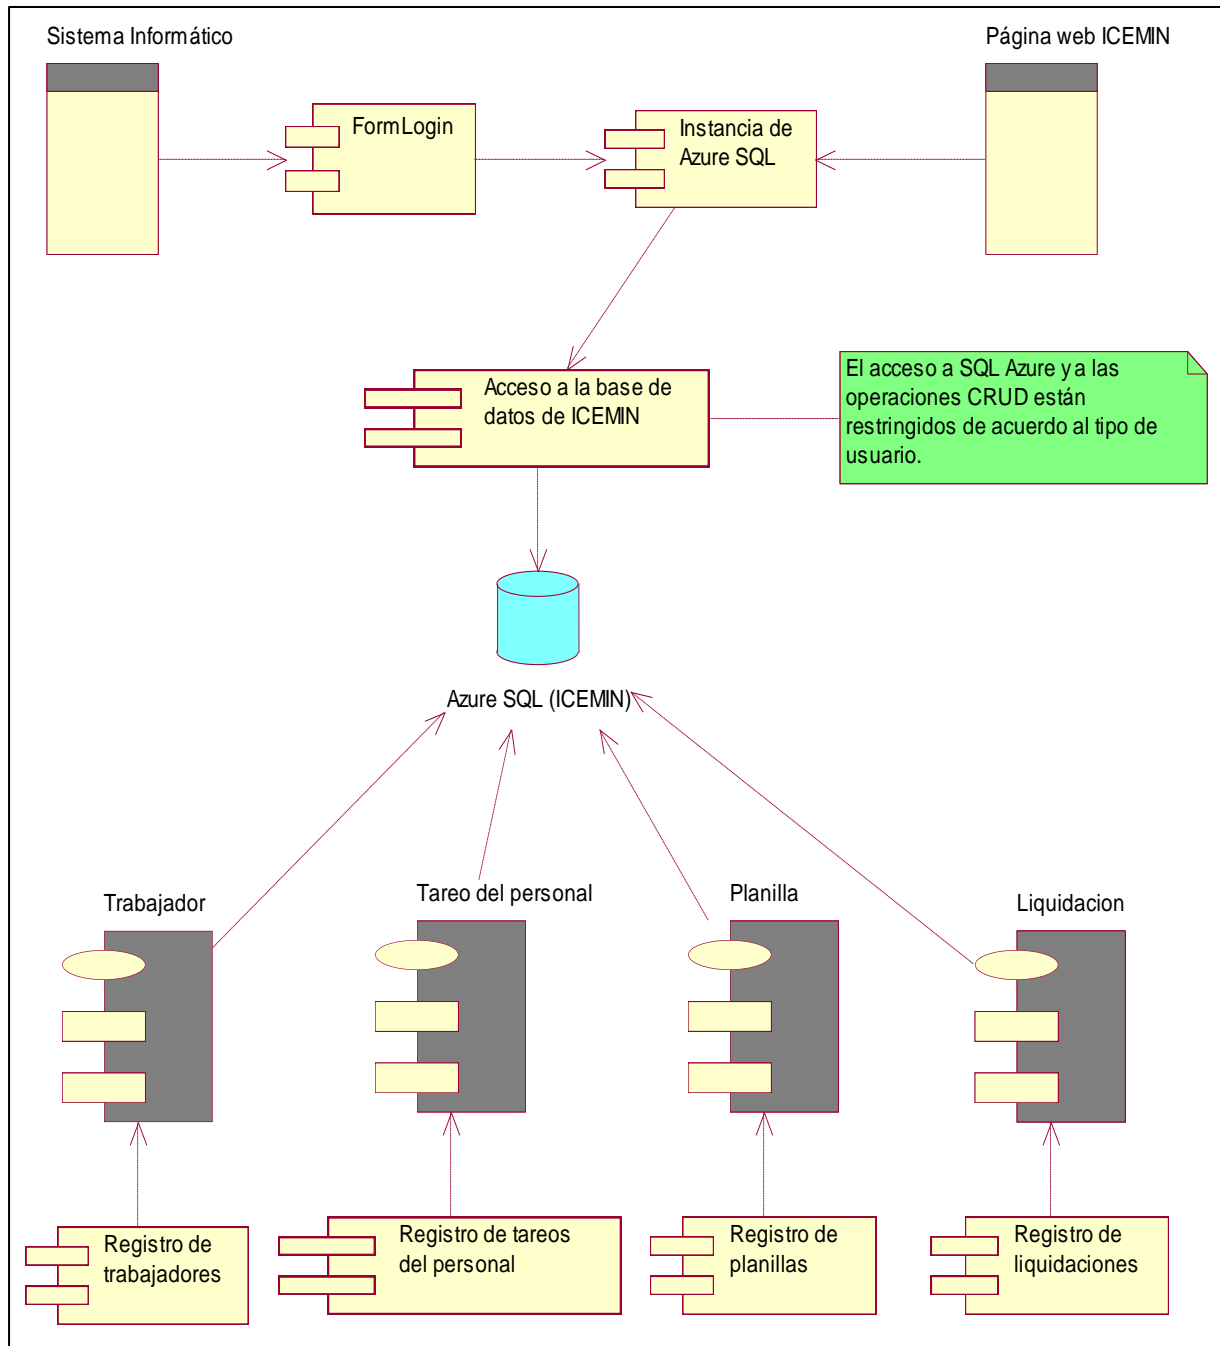 Sistema Informático
Página web ICEMIN
FormLogin
Instancia de
Azure SQL
Acceso a la base de
datos de ICEMIN
El acceso a SQL Azure y a las
operaciones CRUD están
restringidos de acuerdo al tipo de
usuario.
Azure SQL (ICEMIN)
Trabajador
Tareo del personal
Planilla
Liquidacion
Registro de
trabajadores
Registro de tareos
del personal
Registro de
planillas
Registro de
liquidaciones